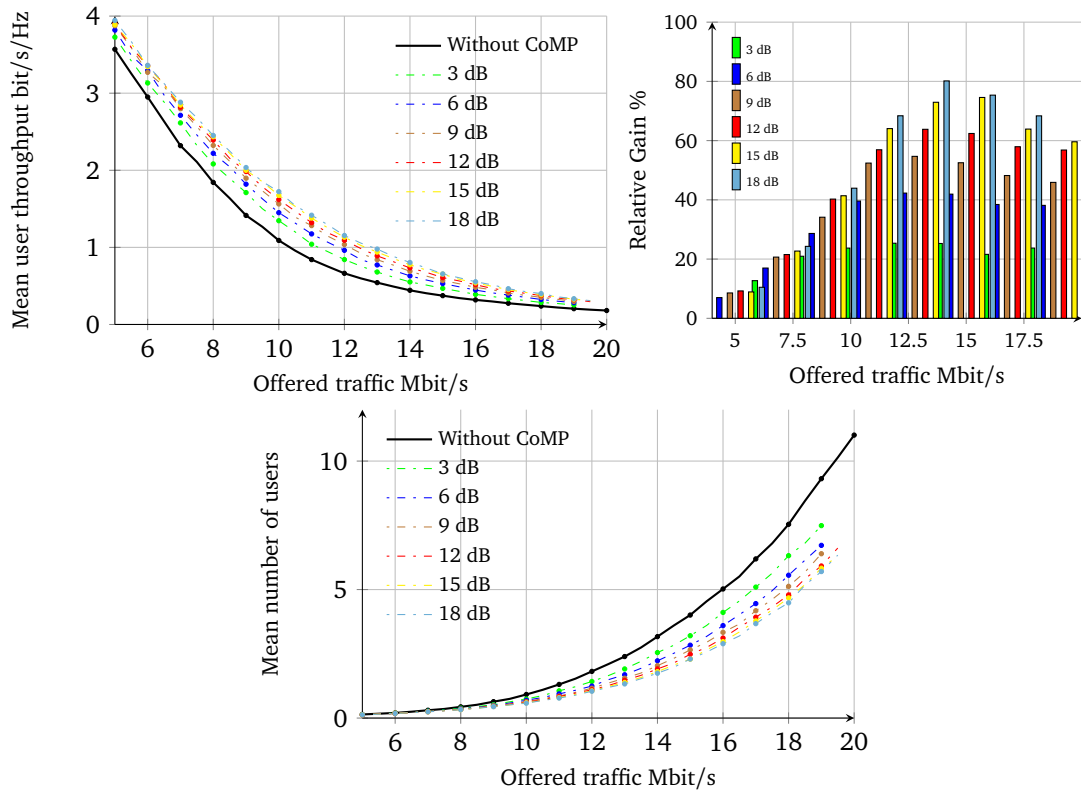 Mean user throughput bit/s/Hz
4
3
2
1
0
6 8 10 12 14 16 18 20
Offered traffic Mbit/s
Without CoMP
3 dB
6 dB
9 dB
12 dB
15 dB
18 dB
Relative Gain %
100
80
60
40
20
0
5 7.5 10 12.5 15 17.5
Offered traffic Mbit/s
3 dB
6 dB
9 dB
12 dB
15 dB
18 dB
Mean number of users
10
5
0
6 8 10 12 14 16 18 20
Offered traffic Mbit/s
Without CoMP
3 dB
6 dB
9 dB
12 dB
15 dB
18 dB